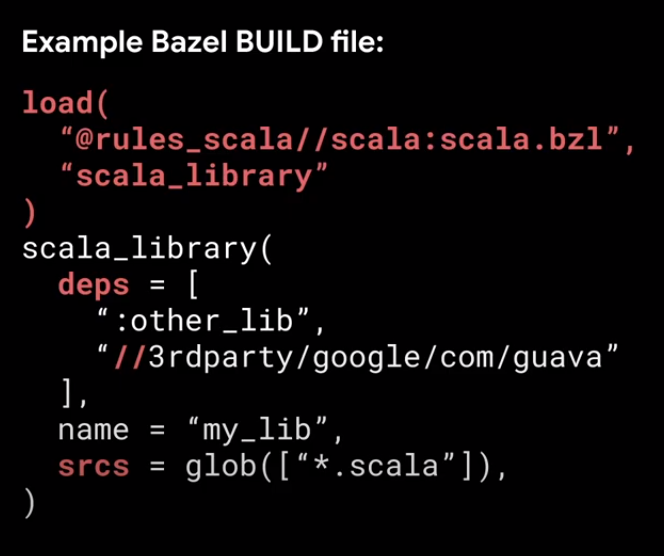 Example Bazel BUILD file:
load(
  “@rules_scala//scala:scala.bzl”,
  “scala_library”
)
scala_library(
  deps = [
    “:other_lib”,
    “//3rdparty/google/com/guava”
  ],
  name = “my_lib”,
  srcs = glob([“*.scala”]),
)